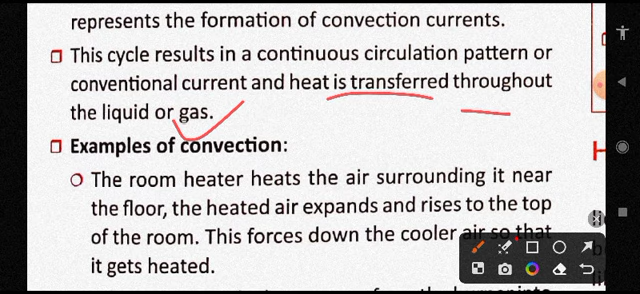 represents the formation of convection currents.
This cycle results in a continuous circulation pattern or
conventional current and heat is transferred throughout
the liquid or gas.
Examples of convection:
The room heater heats the air surrounding it near
the floor, the heated air expands and rises to the top
of the room. This forces down the cooler air so that
it gets heated.